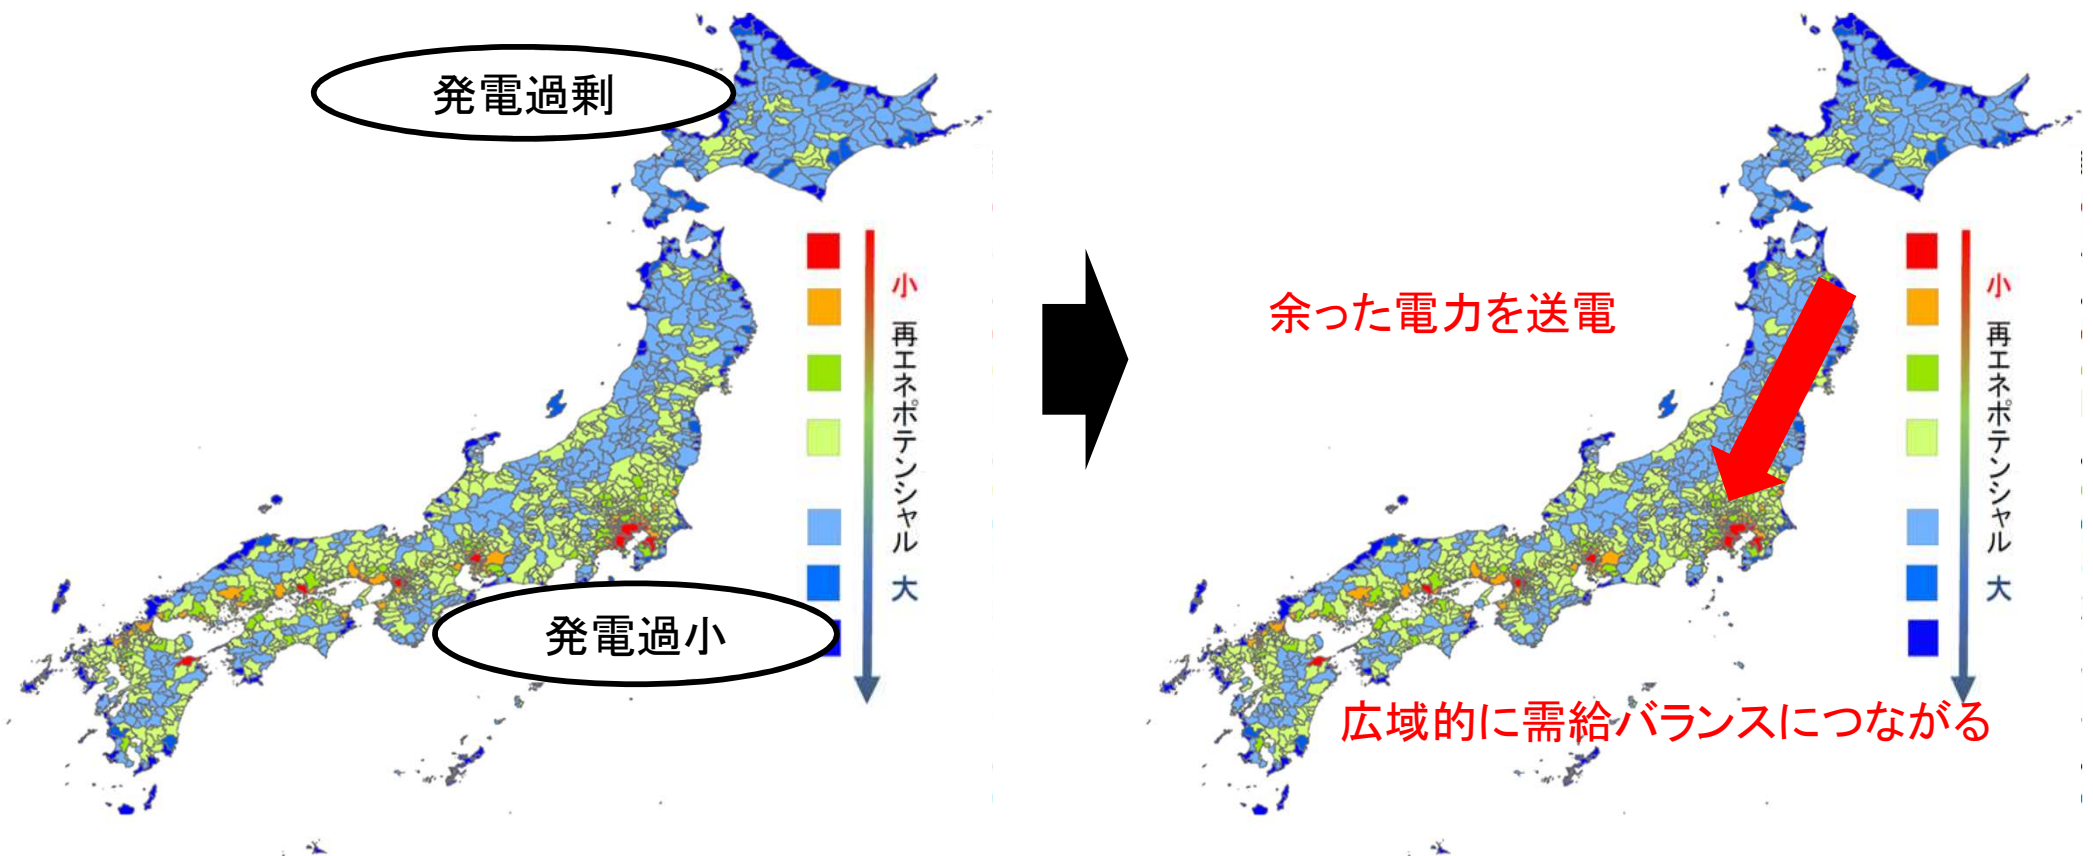 発電過剰
小
再エネポテンシャル
大
発電過小
余った電力を送電
小
再エネポテンシャル
大
広域的に需給バランスにつながる